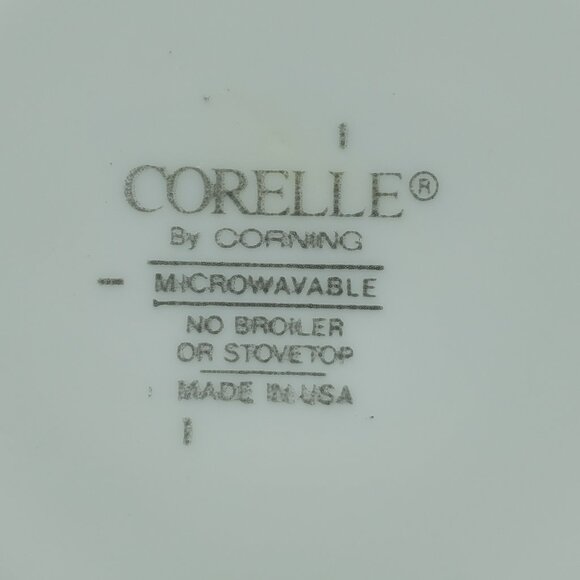 CORELLE®
By CORNING
MICROWAVABLE
NO BROILER
OR STOVETOP
MADE IN USA